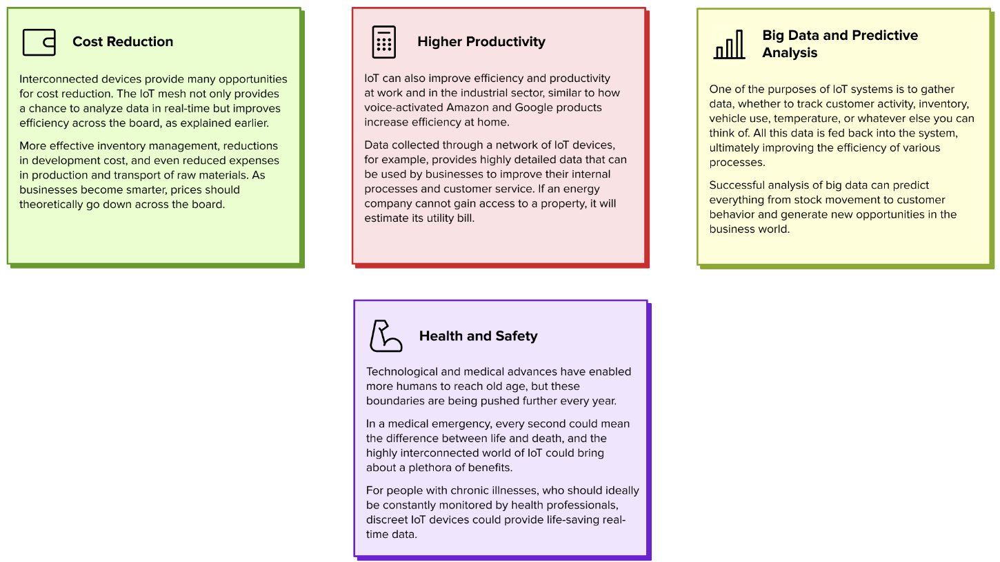 Cost Reduction
Interconnected devices provide many opportunities
for cost reduction. The IoT mesh not only provides
a chance to analyze data in real-time but improves
efficiency across the board, as explained earlier.
More effective inventory management, reductions
in development cost, and even reduced expenses
in production and transport of raw materials. As
businesses become smarter, prices should
theoretically go down across the board.
Higher Productivity
IoT can also improve efficiency and productivity
at work and in the industrial sector, similar to how
voice-activated Amazon and Google products
increase efficiency at home.
Data collected through a network of IoT devices,
for example, provides highly detailed data that can
be used by businesses to improve their internal
processes and customer service. If an energy
company cannot gain access to a property, it will
estimate its utility bill.
Big Data and Predictive
Analysis
One of the purposes of IoT systems is to gather
data, whether to track customer activity, inventory,
vehicle use, temperature, or whatever else you can
think of. All this data is fed back into the system,
ultimately improving the efficiency of various
processes.
Successful analysis of big data can predict
everything from stock movement to customer
behavior and generate new opportunities in the
business world.
Health and Safety
Technological and medical advances have enabled
more humans to reach old age, but these
boundaries are being pushed further every year.
In a medical emergency, every second could mean
the difference between life and death, and the
highly interconnected world of IoT could bring
about a plethora of benefits.
For people with chronic illnesses, who should ideally
be constantly monitored by health professionals,
discreet IoT devices could provide life-saving real-
time data.